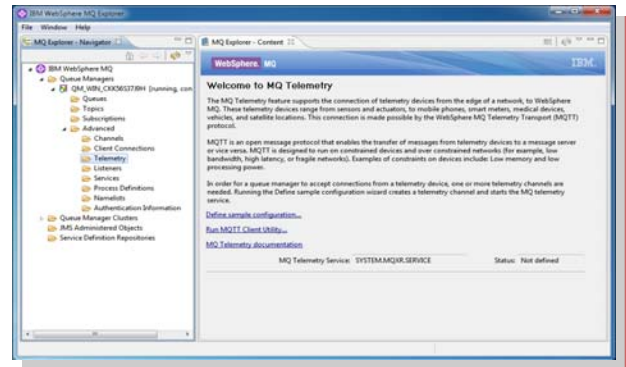 IBM WebSphere MQ Explorer
File Window Help
MQ Explorer - Navigator
IBM WebSphere MQ
Queue Managers
[running, con
Queues
Topics
Subscriptions
Advanced
Channels
Client Connections
Telemetry
Listeners
Services
Process Definitions
Namelists
Authentication Information
Queue Manager Clusters
JMS Administered Objects
Service Definition Repositories
MQ Explorer - Content
WebSphere MQ IBM.
Welcome to MQ Telemetry
The MQ Telemetry feature supports the connection of telemetry devices from the edge of a network, to WebSphere
MQ. These telemetry devices range from sensors and actuators, to mobile phones, smart meters, medical devices,
vehicles, and satellite locations. This connection is made possible by the WebSphere MQ Telemetry Transport (MQTT)
protocol.
MQTT is an open message protocol that enables the transfer of messages from telemetry devices to a message server
or vice versa. MQTT is designed to run on constrained devices and over constrained networks (for example, low
bandwidth, high latency, or fragile networks). Examples of constraints on devices include: Low memory and low
processing power.
In order for a queue manager to accept connections from a telemetry device, one or more telemetry channels are
needed. Running the Define sample configuration wizard creates a telemetry channel and starts the MQ telemetry
service.
Define sample configuration...
Run MQTT Client Utility...
MQ Telemetry documentation
MQ Telemetry Service: SYSTEM.MQXR.SERVICE Status: Not defined